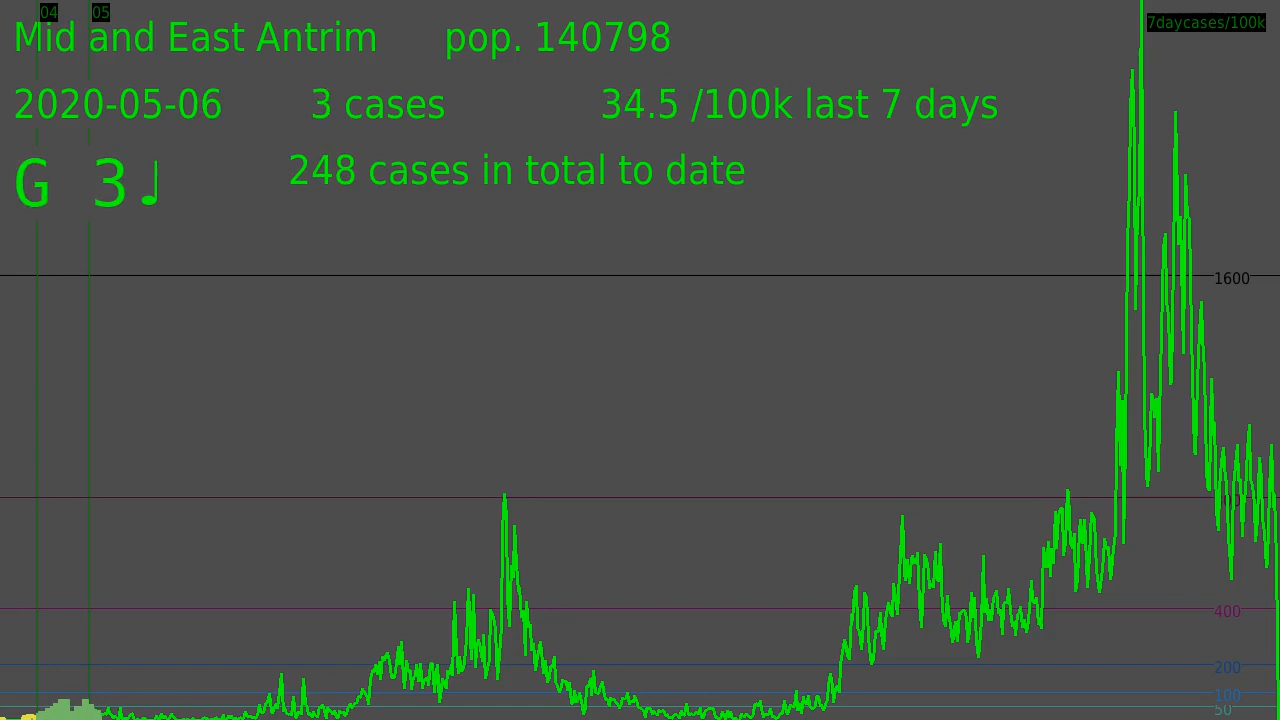 04 05
7daycases/100k
Mid and East Antrim pop. 140798
2020-05-06 3 cases 34.5 /100k last 7 days
G 3♩ 248 cases in total to date
1600
400
200
100
50